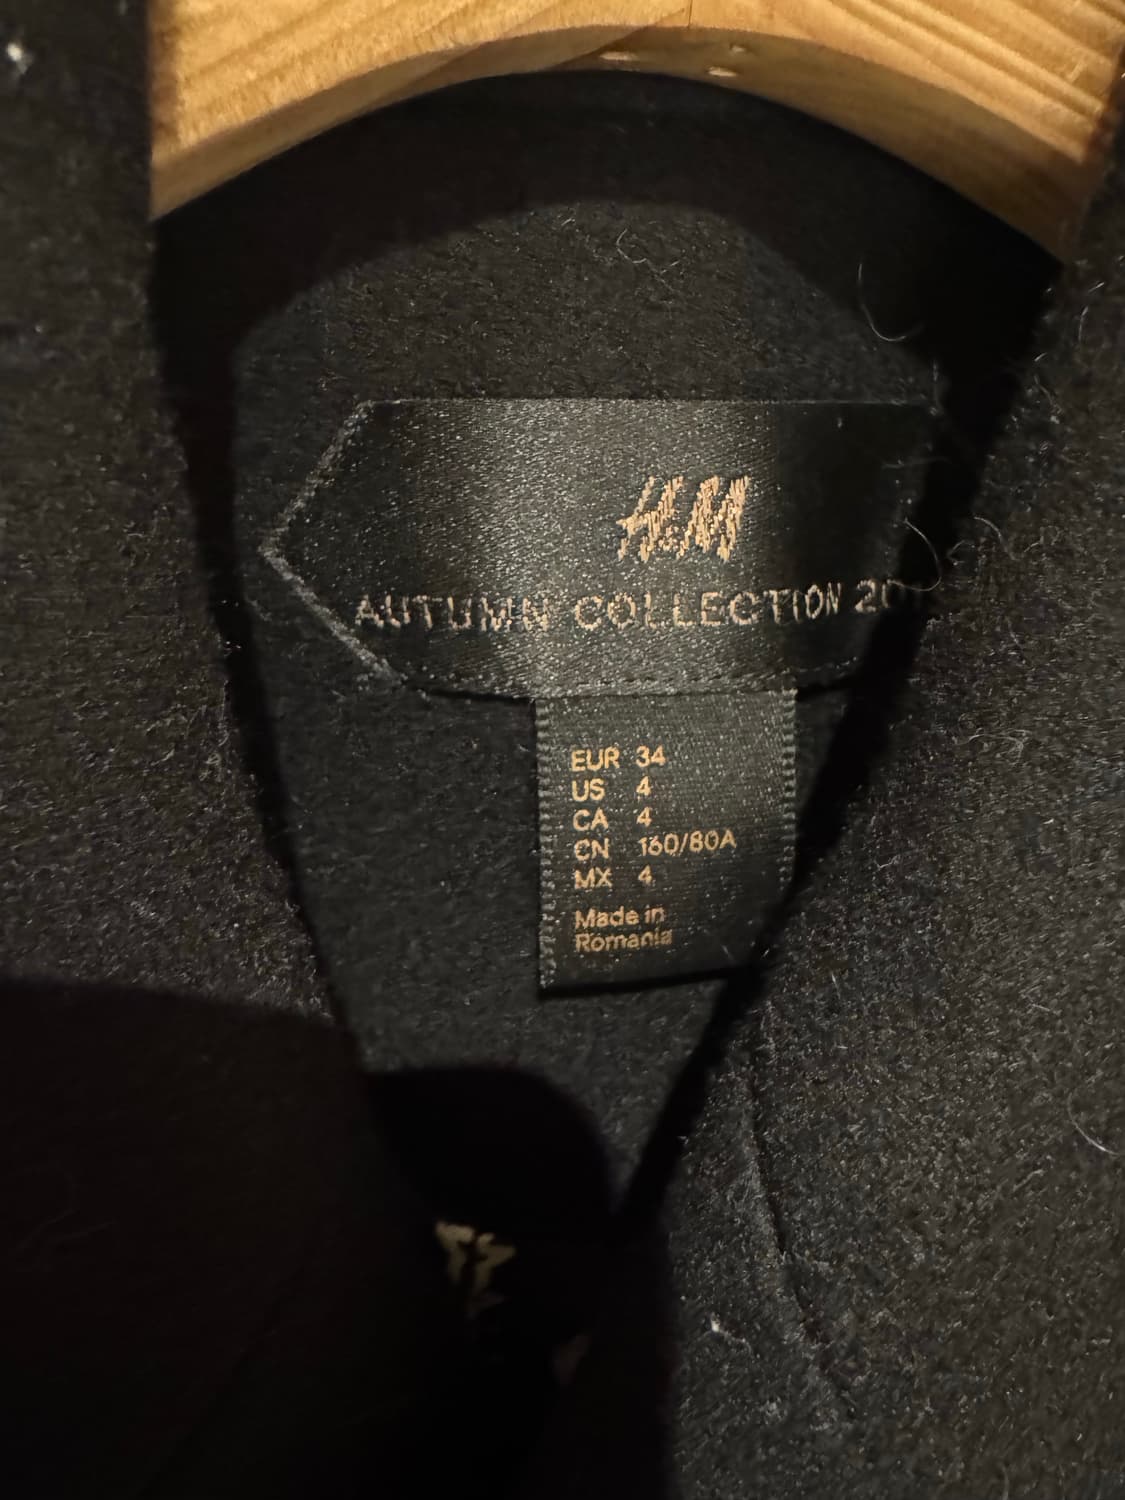 H&M
AUTUMN COLLECTION
EUR 34
US 4
CA 4
CN 160/80A
MX 4
Made in
Romania